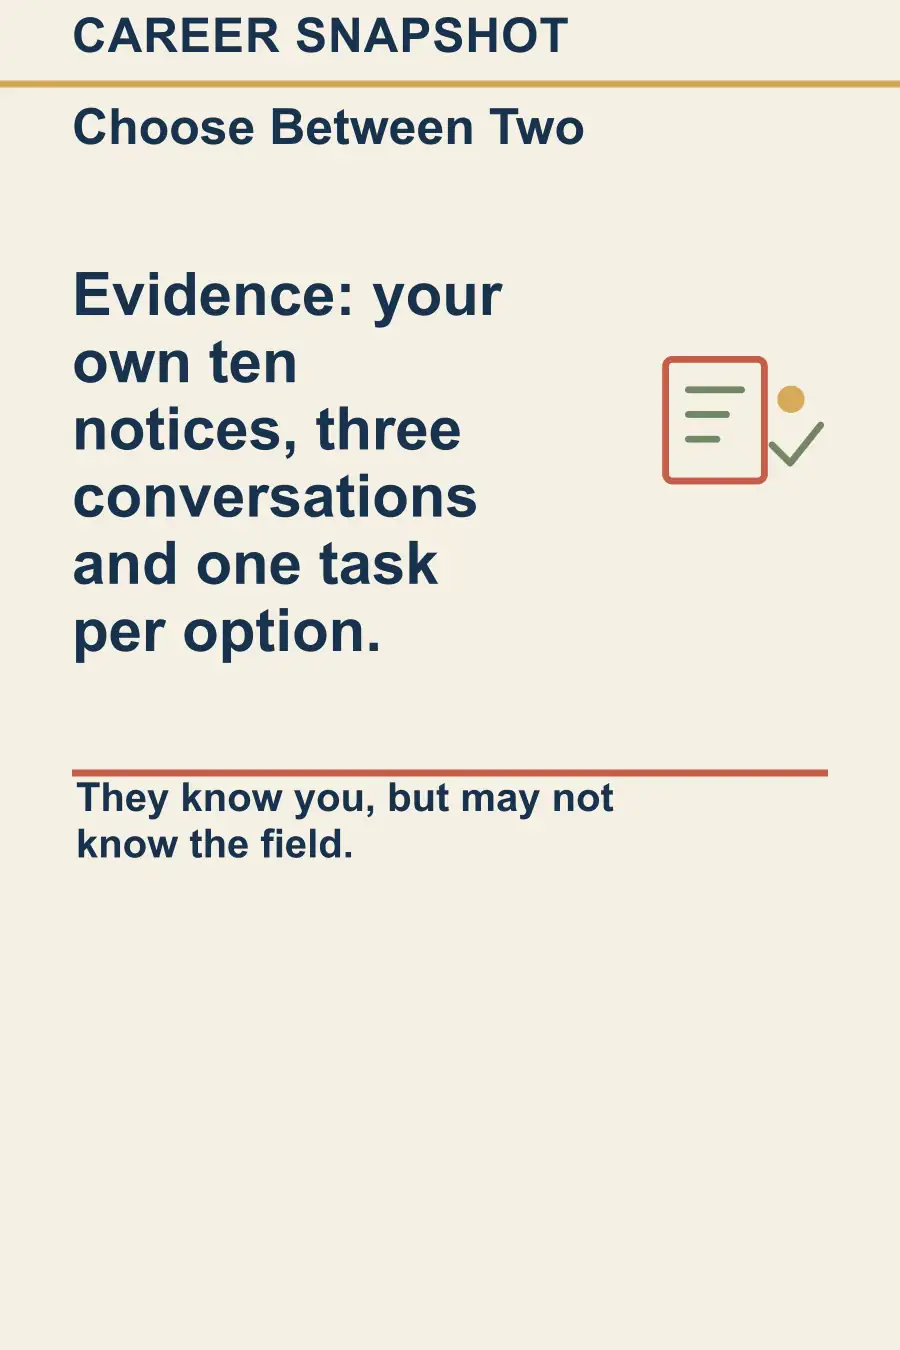 CAREER SNAPSHOT
Choose Between Two
Evidence: your
own ten
notices, three
conversations
and one task
per option.
They know you, but may not
know the field.